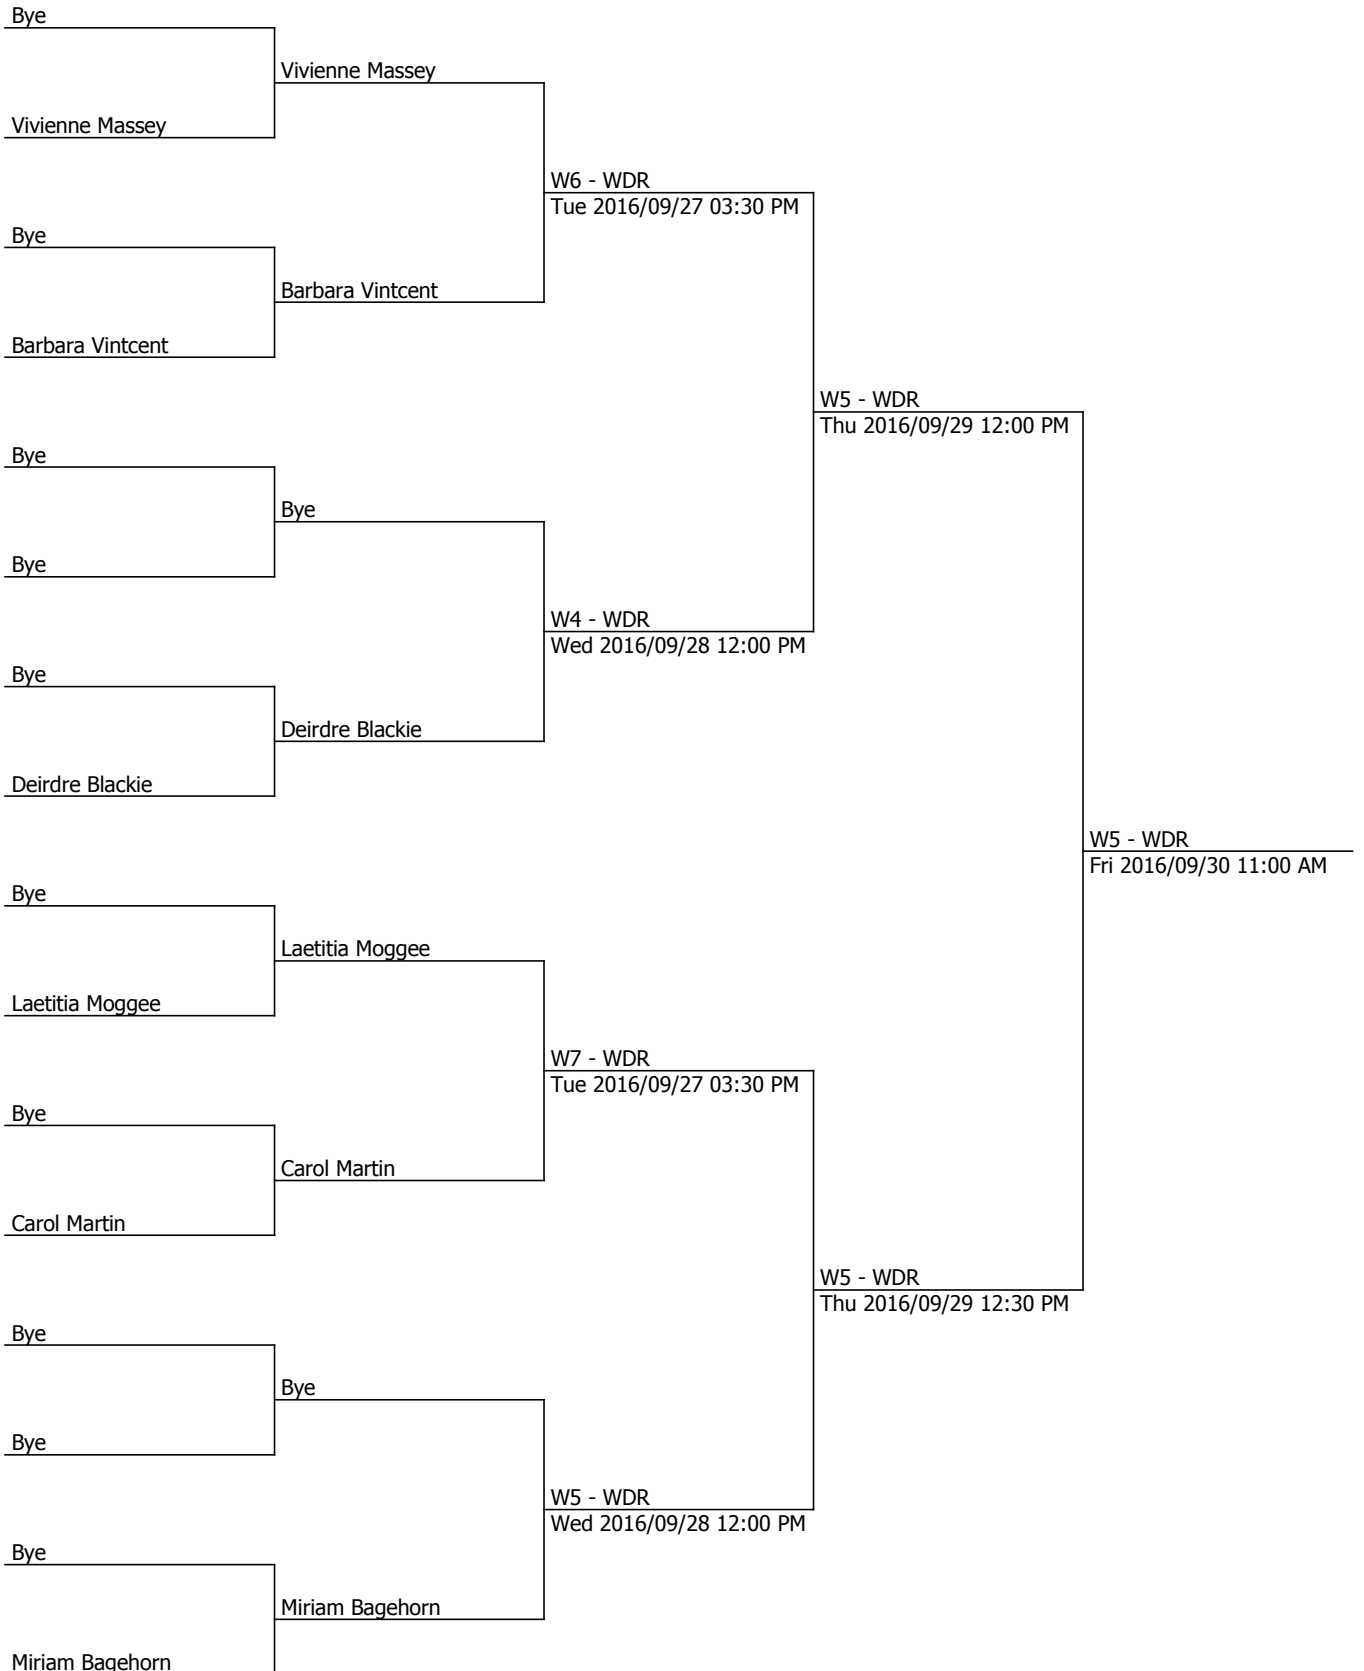 Bye
Vivienne Massey
Vivienne Massey
W6 - WDR
Tue 2016/09/27 03:30 PM
Bye
Barbara Vintcent
Barbara Vintcent
W5 - WDR
Thu 2016/09/29 12:00 PM
Bye
Bye
Bye
W4 - WDR
Wed 2016/09/28 12:00 PM
Bye
Deirdre Blackie
Deirdre Blackie
W5 - WDR
Fri 2016/09/30 11:00 AM
Bye
Laetitia Moggee
Laetitia Moggee
W7 - WDR
Tue 2016/09/27 03:30 PM
Bye
Carol Martin
Carol Martin
W5 - WDR
Thu 2016/09/29 12:30 PM
Bye
Bye
Bye
W5 - WDR
Wed 2016/09/28 12:00 PM
Bye
Miriam Bagehorn
Miriam Bagehorn